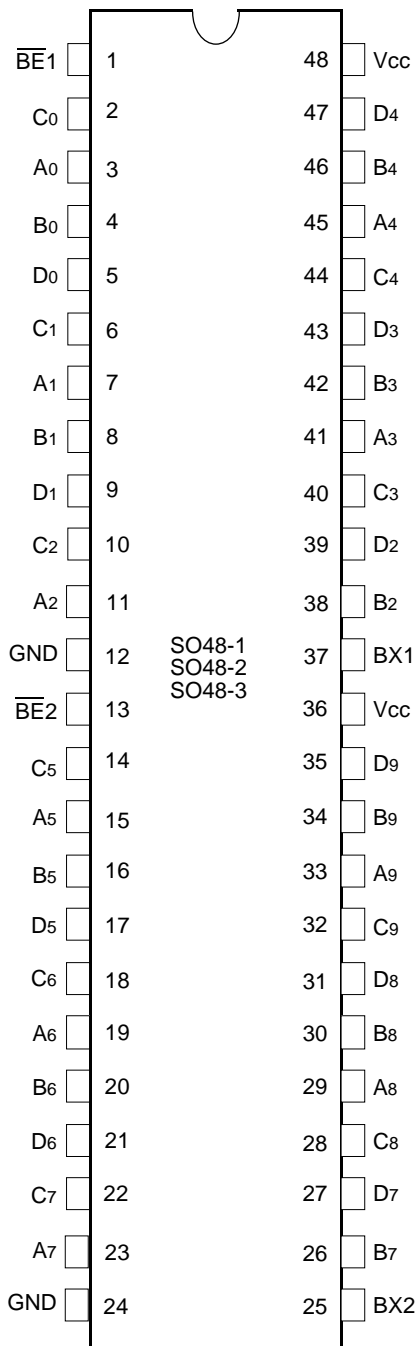 B̅E̅1 1 48 Vcc
C0 2 47 D4
A0 3 46 B4
B0 4 45 A4
D0 5 44 C4
C1 6 43 D3
A1 7 42 B3
B1 8 41 A3
D1 9 40 C3
C2 10 39 D2
A2 11 38 B2
GND 12 SO48-1 37 BX1
SO48-2
B̅E̅2 13 SO48-3 36 Vcc
C5 14 35 D9
A5 15 34 B9
B5 16 33 A9
D5 17 32 C9
C6 18 31 D8
A6 19 30 B8
B6 20 29 A8
D6 21 28 C8
C7 22 27 D7
A7 23 26 B7
GND 24 25 BX2